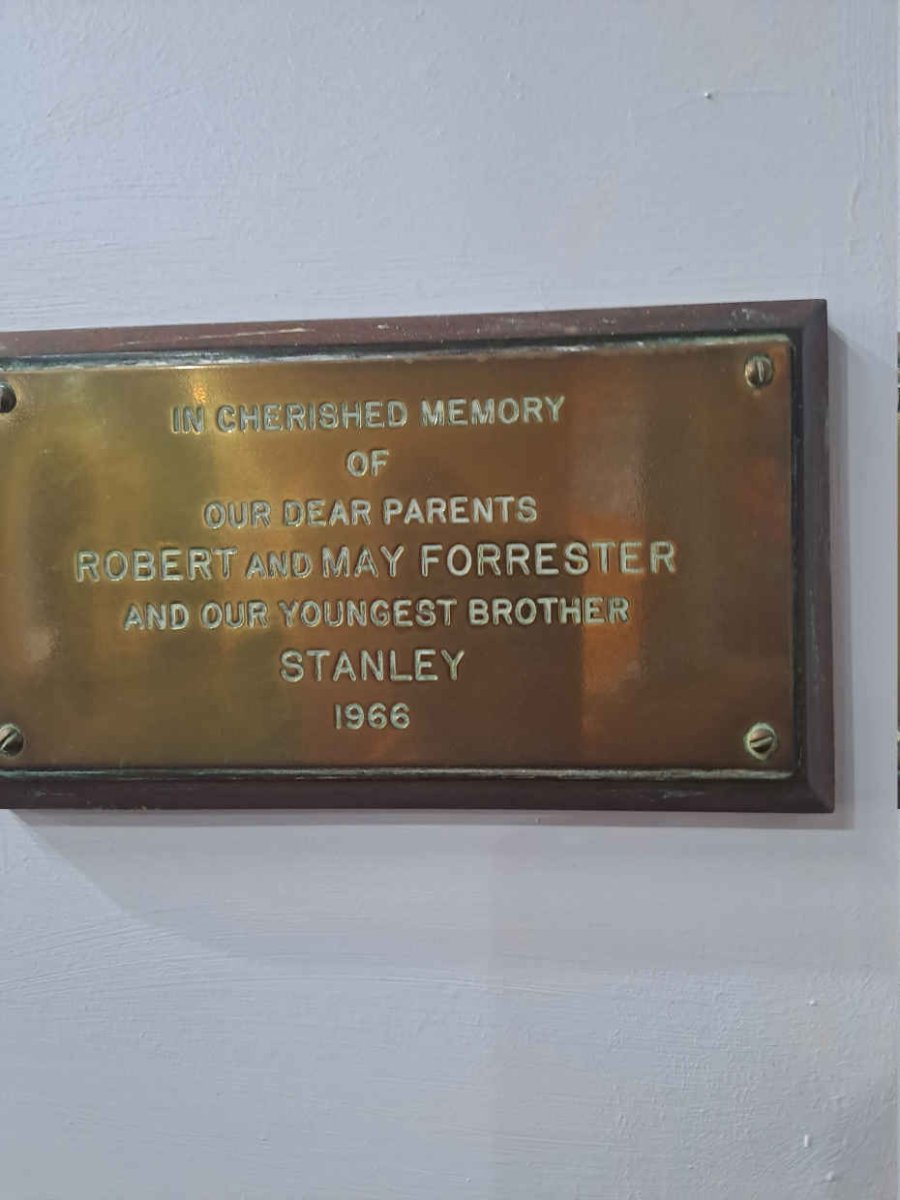 IN CHERISHED MEMORY
OF
OUR DEAR PARENTS
ROBERT AND MAY FORRESTER
AND OUR YOUNGEST BROTHER
STANLEY
1966